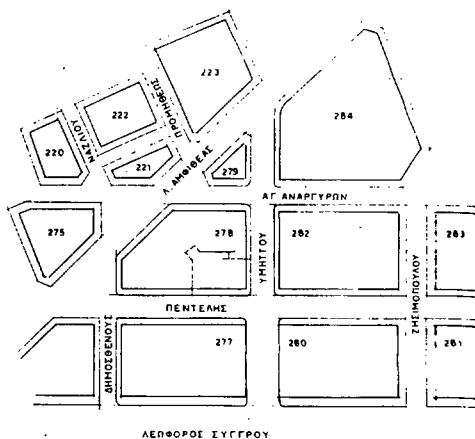 223
284
222
ΠΡΟΜΗΘΕΩΣ
220
ΝΑΖΛΙΟΥ
221
Λ. ΑΜΦΙΘΕΑΣ
279
ΑΓ. ΑΝΑΡΓΥΡΩΝ
275
278
ΥΜΗΤΤΟΥ
282
ΖΗΣΙΜΟΠΟΥΛΟΥ
283
ΠΕΝΤΕΛΗΣ
ΔΗΜΟΣΘΕΝΟΥΣ
277
280
281
ΛΕΩΦΟΡΟΣ ΣΥΓΓΡΟΥ